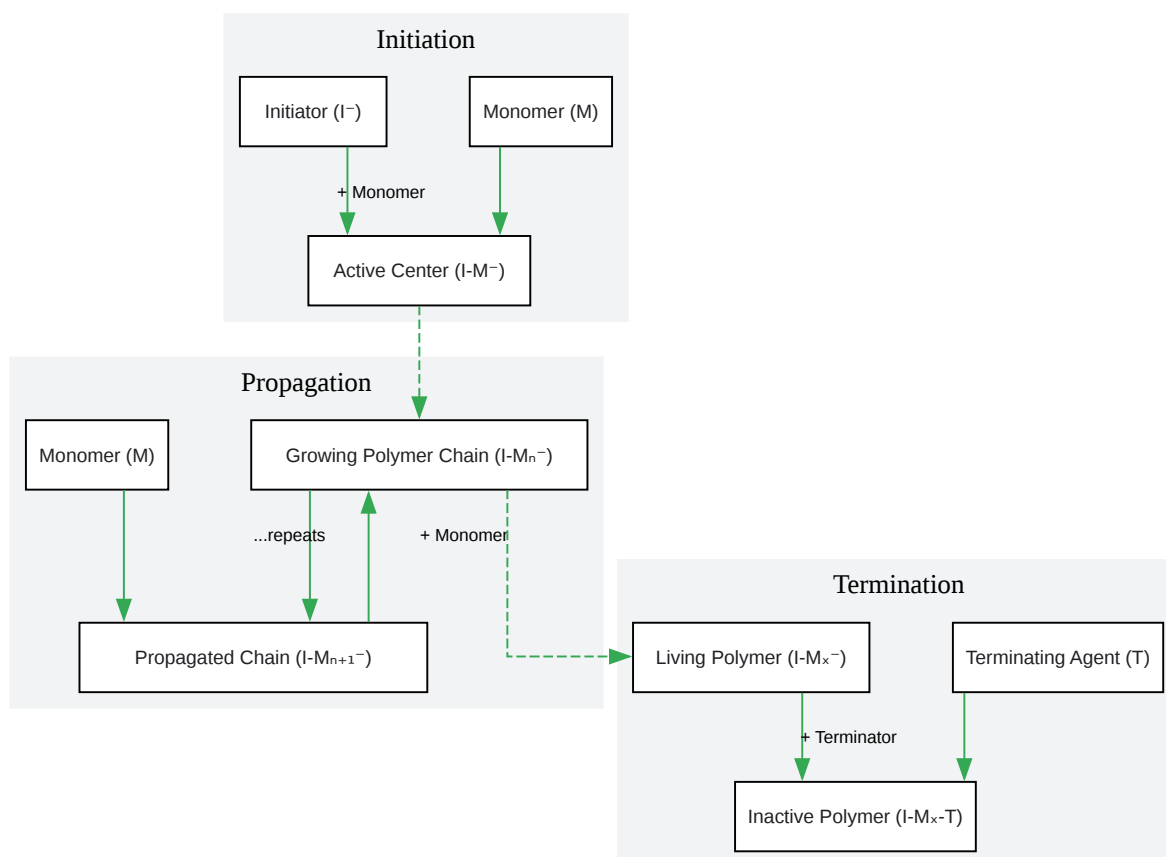 Initiation
Initiator (I⁻)
Monomer (M)
+ Monomer
Active Center (I-M⁻)
Propagation
Monomer (M)
Growing Polymer Chain (I-Mₙ⁻)
...repeats
+ Monomer
Propagated Chain (I-Mₙ₊₁⁻)
Termination
Living Polymer (I-Mₓ⁻)
Terminating Agent (T)
+ Terminator
Inactive Polymer (I-Mₓ-T)